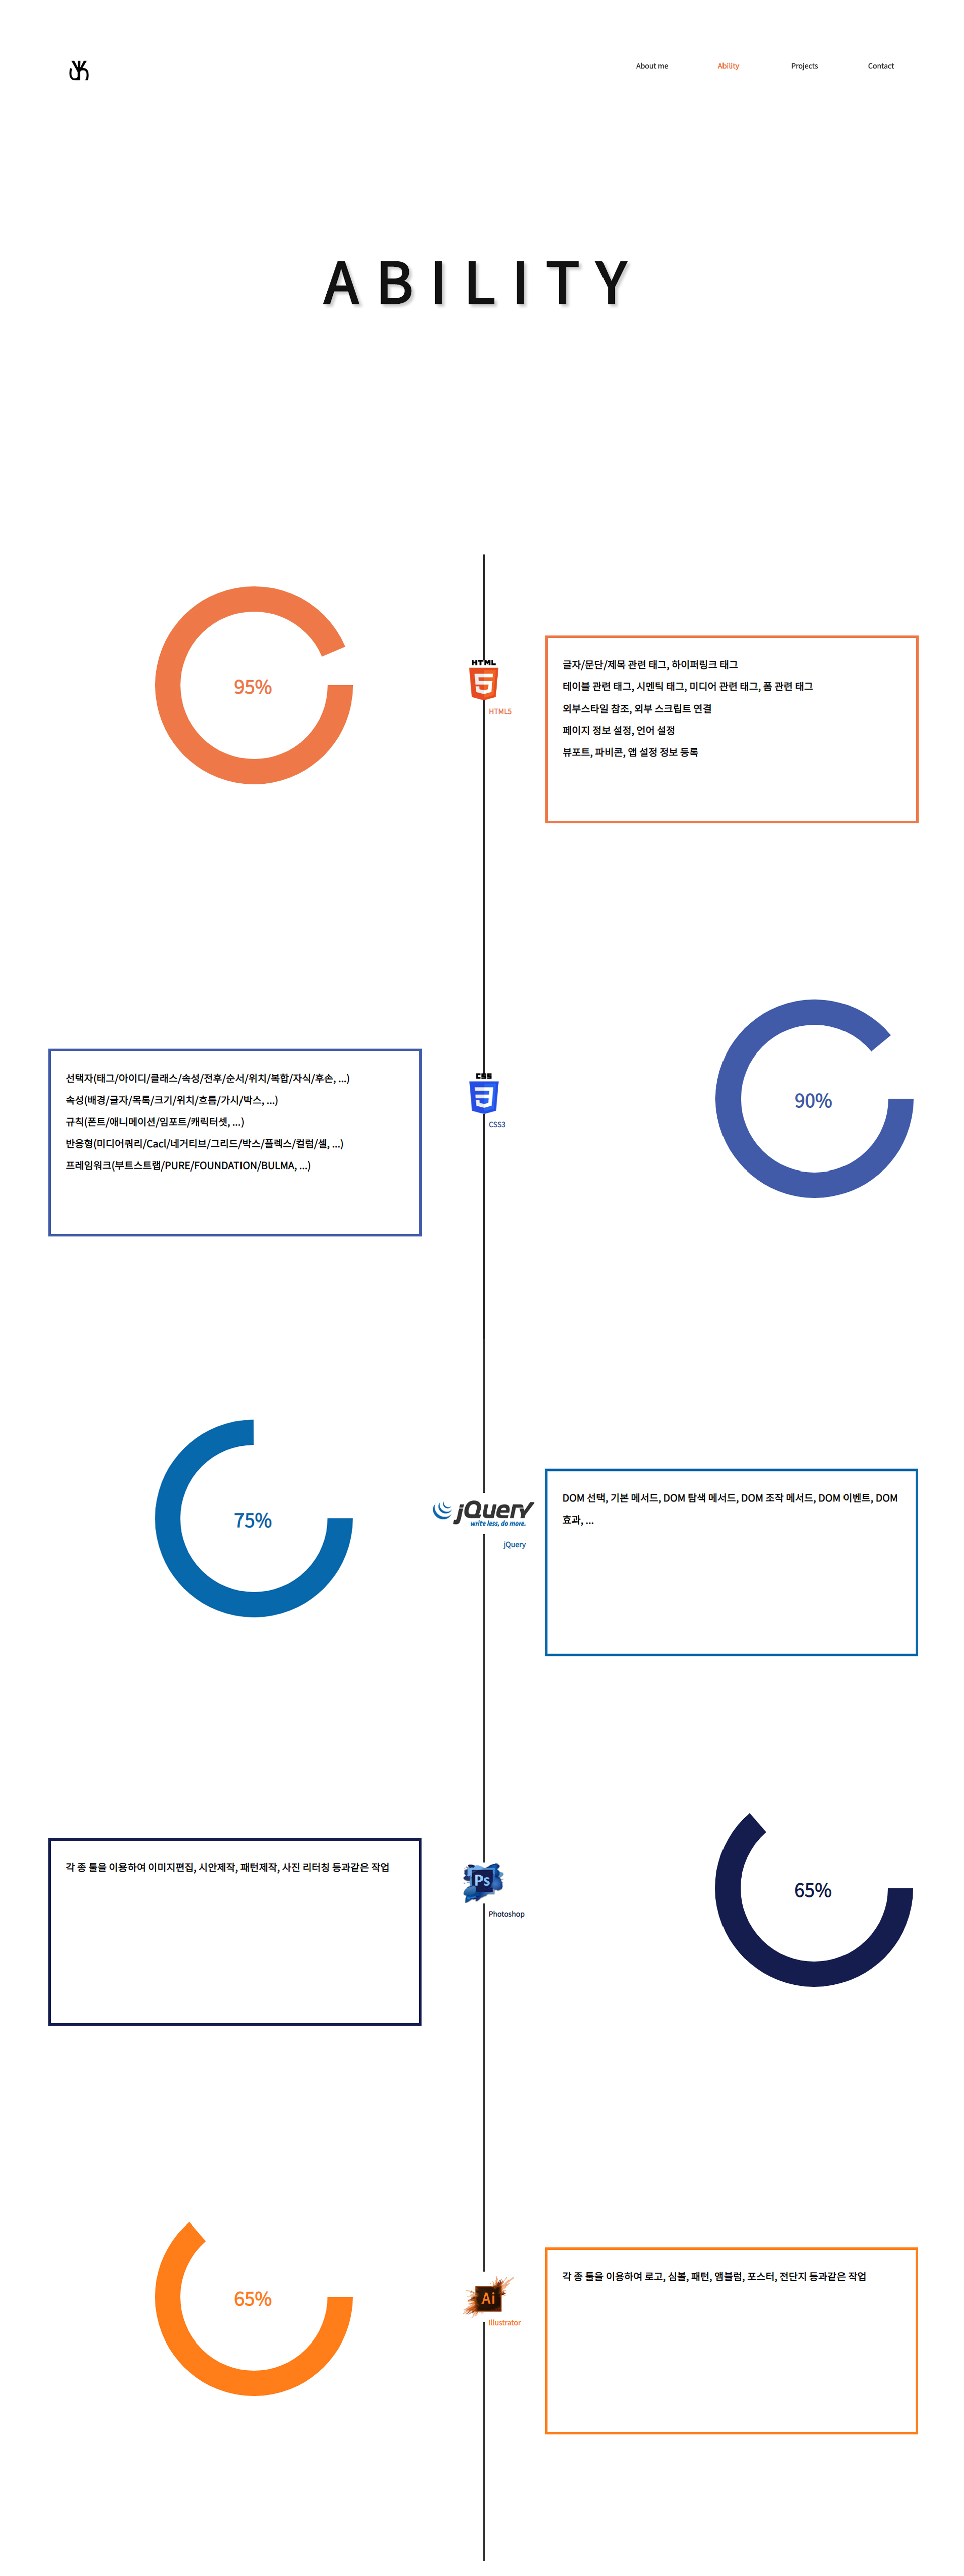 About me
Ability
Projects
Contact
ABILITY
95%
HTML
5
HTML5
글자/문단/제목 관련 태그, 하이퍼링크 태그
테이블 관련 태그, 시멘틱 태그, 미디어 관련 태그, 폼 관련 태그
외부스타일 참조, 외부 스크립트 연결
페이지 정보 설정, 언어 설정
뷰포트, 파비콘, 앱 설정 정보 등록
선택자(태그/아이디/클래스/속성/전후/순서/위치/복합/자식/후손, ...)
속성(배경/글자/목록/크기/위치/흐름/가시/박스, ...)
규칙(폰트/애니메이션/임포트/캐릭터셋, ...)
반응형(미디어쿼리/Cacl/네거티브/그리드/박스/플렉스/컬럼/셀, ...)
프레임워크(부트스트랩/PURE/FOUNDATION/BULMA, ...)
CSS
3
CSS3
90%
75%
jQuery
write less, do more.
jQuery
DOM 선택, 기본 메서드, DOM 탐색 메서드, DOM 조작 메서드, DOM 이벤트, DOM
효과, ...
각 종 툴을 이용하여 이미지편집, 시안제작, 패턴제작, 사진 리터칭 등과같은 작업
Ps
Photoshop
65%
65%
Ai
Illustrator
각 종 툴을 이용하여 로고, 심볼, 패턴, 앰블럼, 포스터, 전단지 등과같은 작업